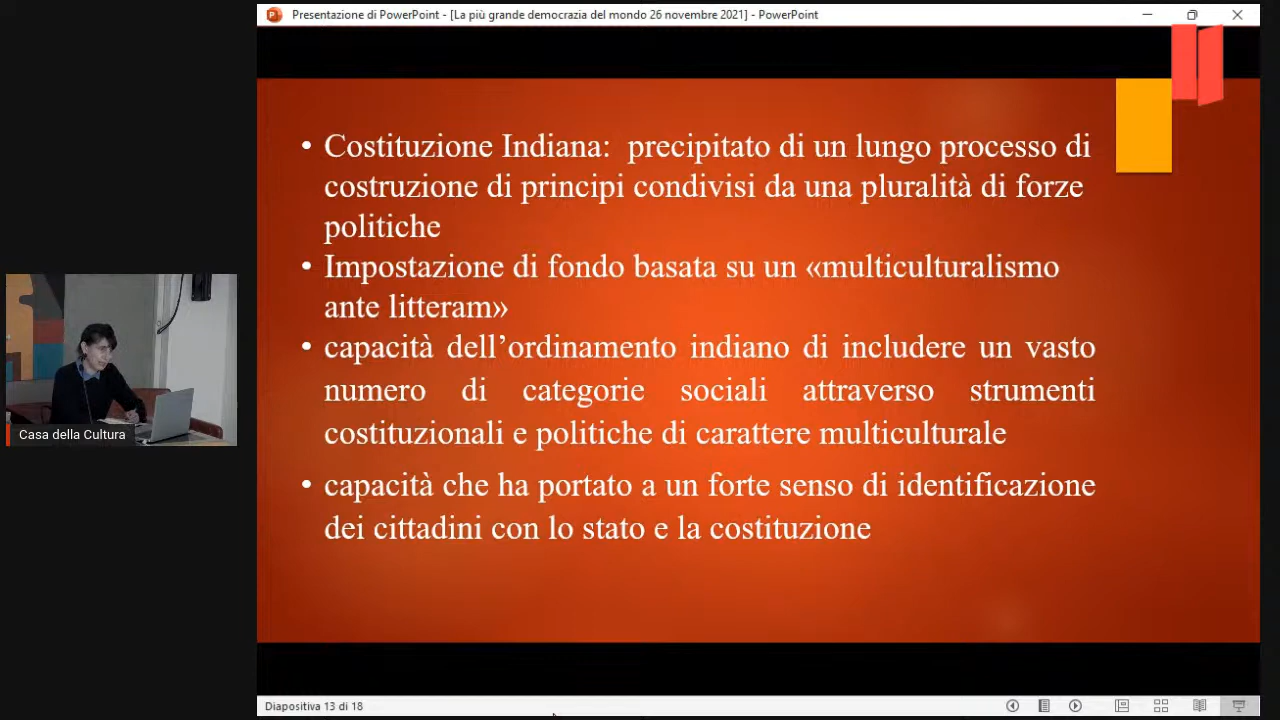 Presentazione di PowerPoint - [La più grande democrazia del mondo 26 novembre 2021] - PowerPoint
• Costituzione Indiana:  precipitato di un lungo processo di
costruzione di principi condivisi da una pluralità di forze
politiche
• Impostazione di fondo basata su un «multiculturalismo
ante litteram»
• capacità dell’ordinamento indiano di includere un vasto
numero di categorie sociali attraverso strumenti
costituzionali e politiche di carattere multiculturale
• capacità che ha portato a un forte senso di identificazione
dei cittadini con lo stato e la costituzione
Casa della Cultura
Diapositiva 13 di 18